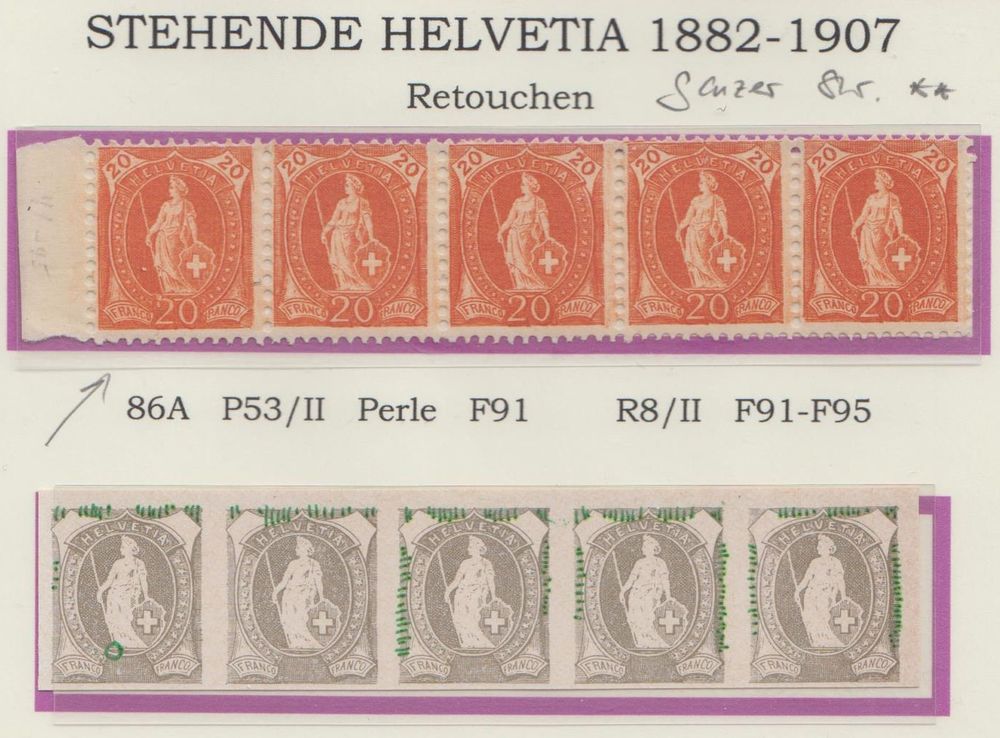 STEHENDE HELVETIA 1882-1907
Retouchen
**
20 20 20 20 20 20 20 20 20 20
HELVETIA HELVETIA HELVETIA HELVETIA HELVETIA
FRANCO 20 FRANCO FRANCO 20 FRANCO FRANCO 20 FRANCO FRANCO 20 FRANCO FRANCO 20 FRANCO
86A P53/II Perle F91 R8/II F91-F95
HELVETIA HELVETIA HELVETIA HELVETIA HELVETIA
FRANCO FRANCO FRANCO FRANCO FRANCO FRANCO FRANCO FRANCO FRANCO FRANCO